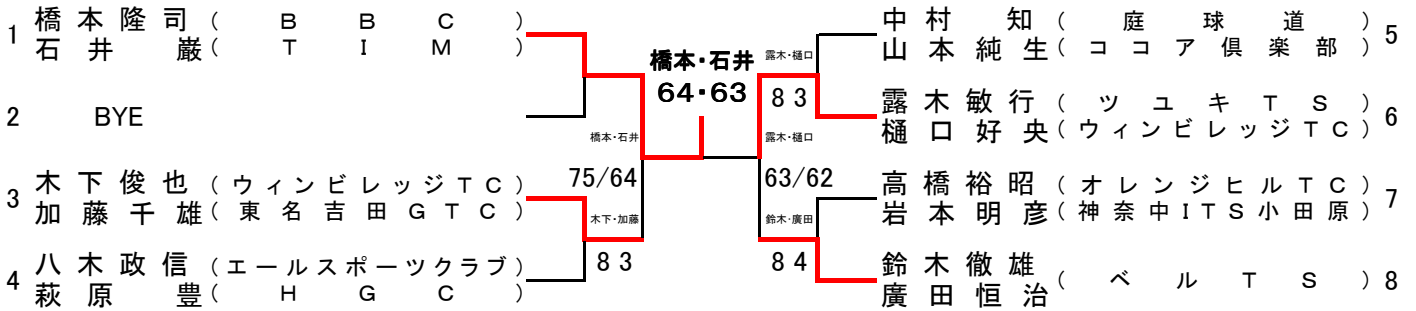 1 橋本隆司(BBC)
石井巌(TIM)
2 BYE
3 木下俊也(ウィンビレッジTC)
加藤千雄(東名吉田GTC)
4 八木政信(エールスポーツクラブ)
萩原豊(HGC)
橋本・石井
75/64
木下・加藤
83
橋本・石井
64・63
露木・樋口
83
露木・樋口
63/62
鈴木・廣田
84
中村知(庭球道) 5
山本純生(ココア倶楽部)
露木敏行(ツユキTS) 6
樋口好央(ウィンビレッジTC)
高橋裕昭(オレンジヒルTC) 7
岩本明彦(神奈中ITS小田原)
鈴木徹雄
廣田恒治(ベルTS) 8